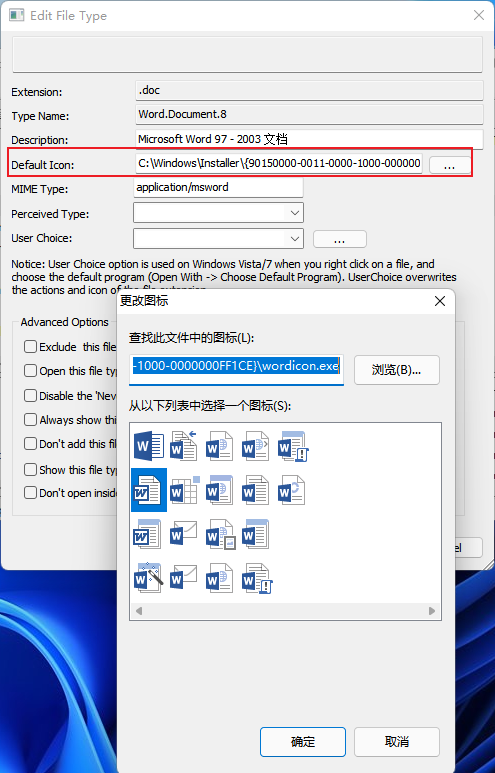 Edit File Type
Extension:
.doc
Type Name:
Word.Document.8
Description:
Microsoft Word 97 - 2003 文档
Default Icon:
C:\Windows\Installer\{90150000-0011-0000-1000-000000
...
MIME Type:
application/msword
Perceived Type:
User Choice:
...
Notice: User Choice option is used on Windows Vista/7 when you right click on a file, and
choose the default program (Open With -> Choose Default Program). UserChoice overwrites
the actions and icon of the file extension.
更改图标
Advanced Options
查找此文件中的图标(L):
Exclude this file
-1000-0000000FF1CE}\wordicon.exe
浏览(B)...
Open this file typ
Disable the 'Nev
从以下列表中选择一个图标(S):
Always show thi
Don't add this fil
Show this file typ
Don't open inside
el
确定
取消